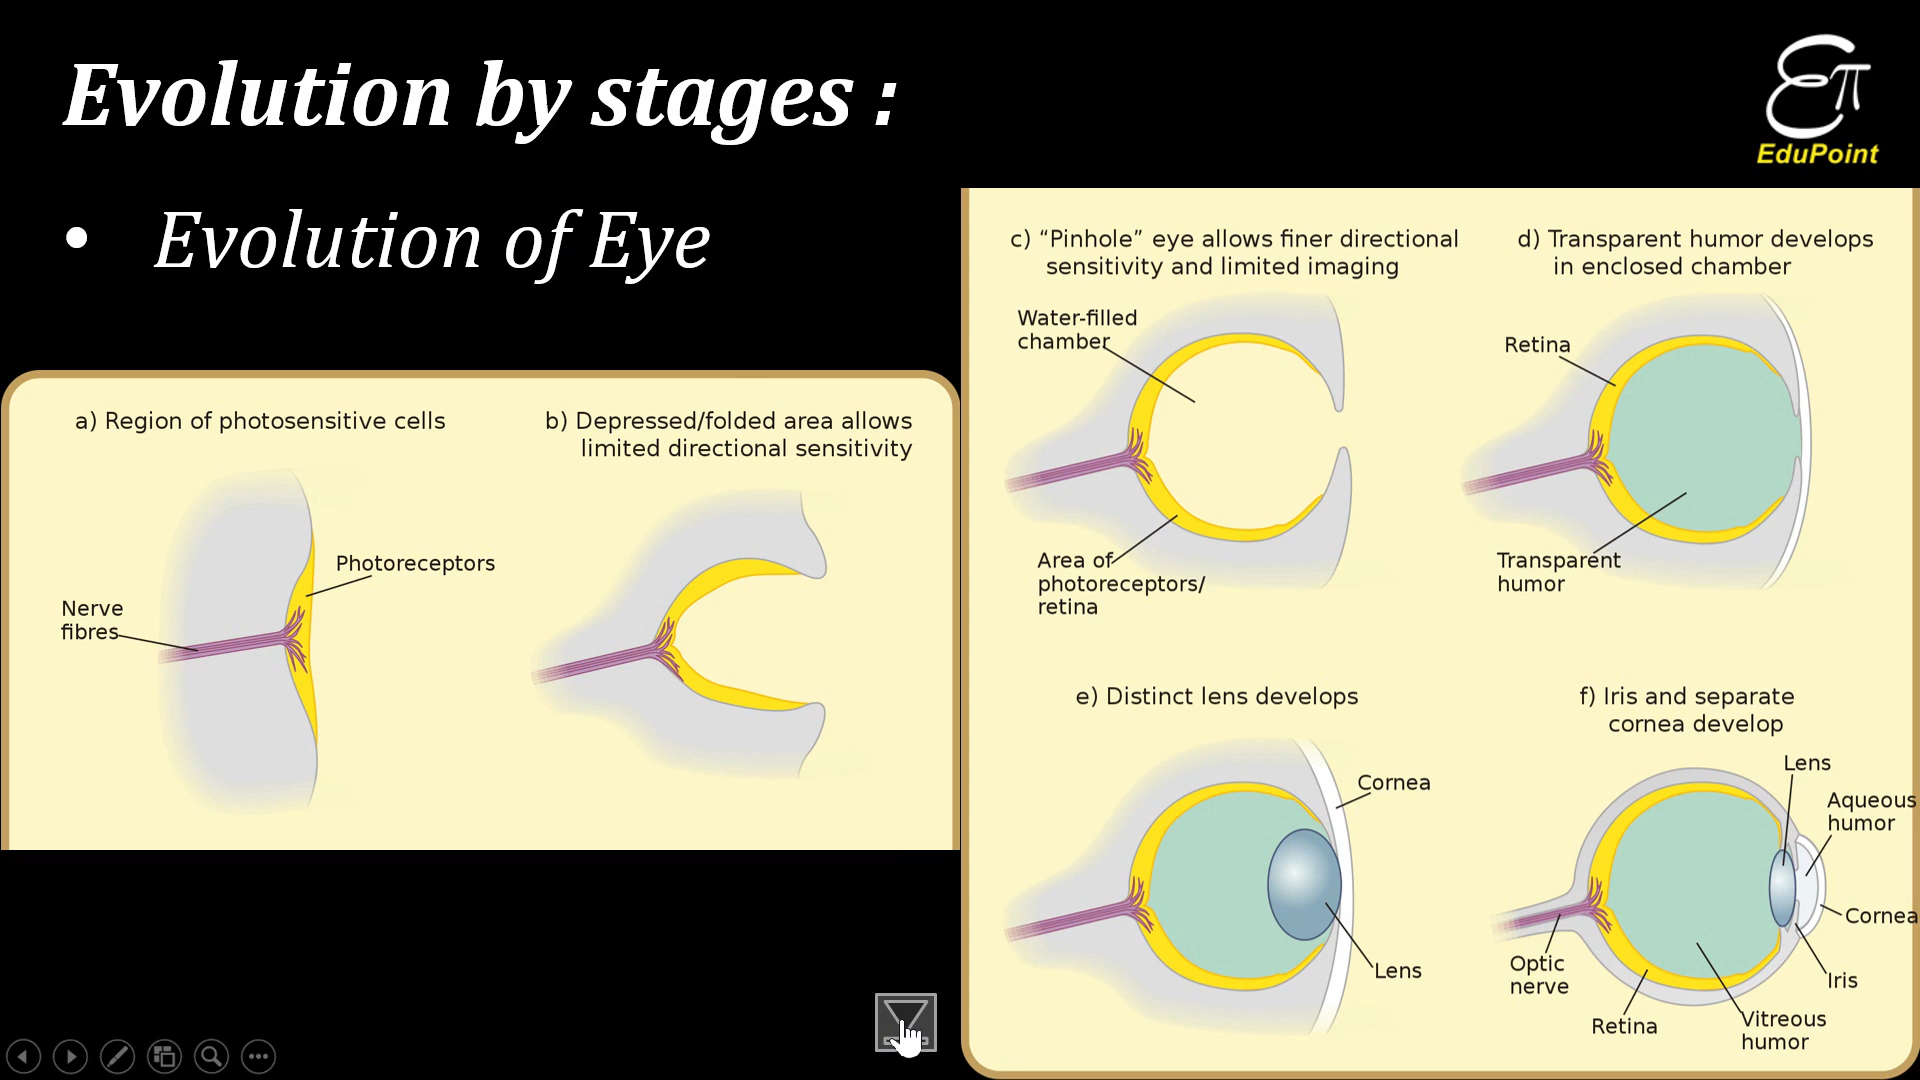 Evolution by stages :
Eπ
EduPoint
• Evolution of Eye
a) Region of photosensitive cells
Photoreceptors
Nerve
fibres
b) Depressed/folded area allows
limited directional sensitivity
c) “Pinhole” eye allows finer directional
sensitivity and limited imaging
Water-filled
chamber
Area of
photoreceptors/
retina
d) Transparent humor develops
in enclosed chamber
Retina
Transparent
humor
e) Distinct lens develops
Cornea
Lens
f) Iris and separate
cornea develop
Lens
Aqueous
humor
Cornea
Iris
Optic
nerve
Retina
Vitreous
humor